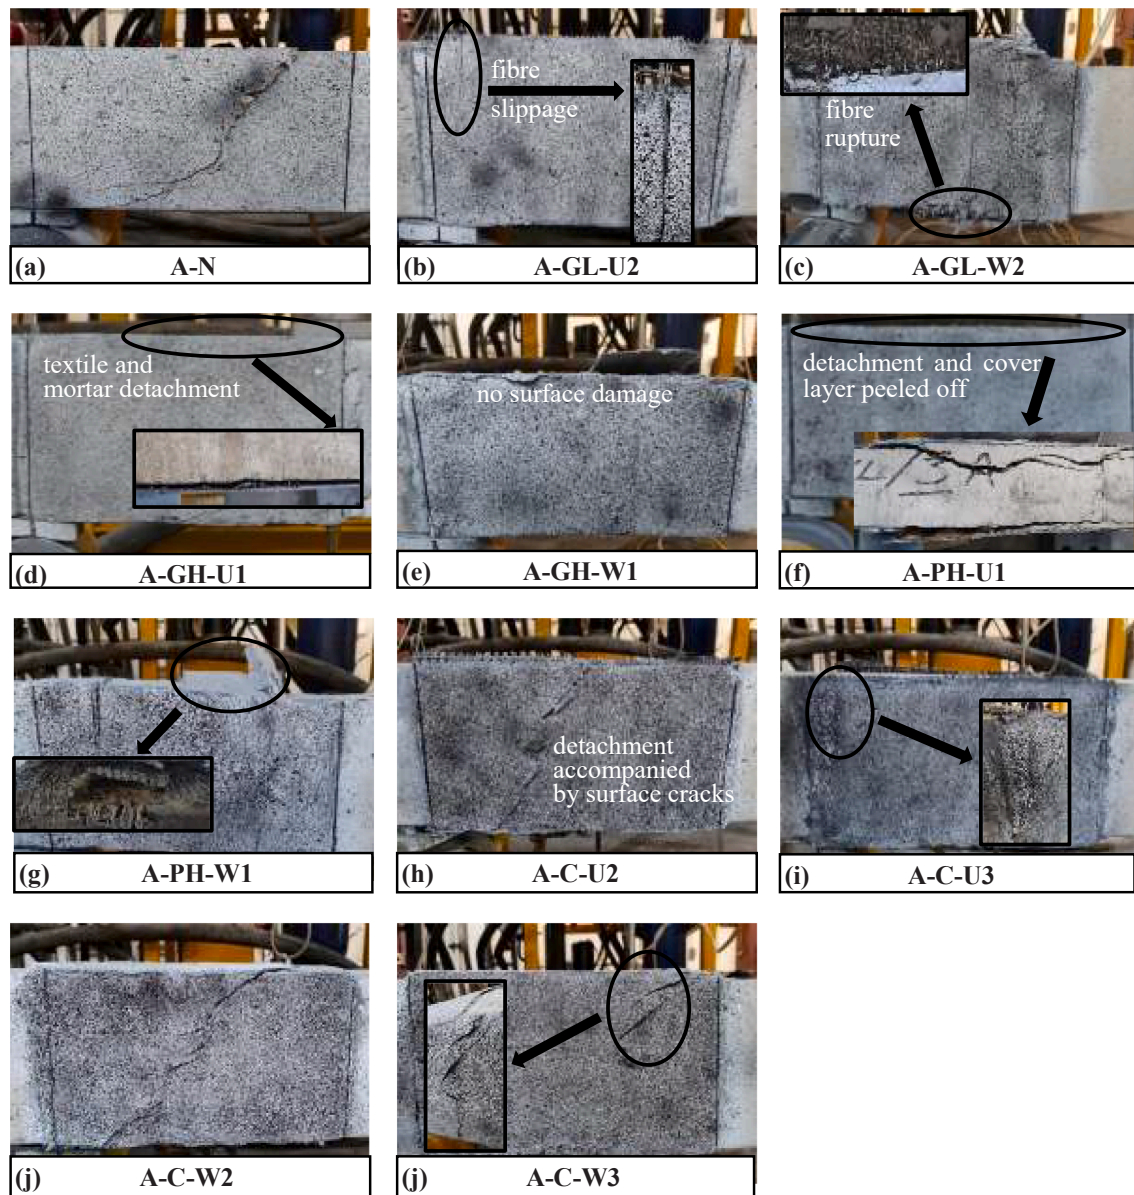 fibre
slippage
fibre
rupture
(a) A-N
(b) A-GL-U2
(c) A-GL-W2
textile and
mortar detachment
no surface damage
detachment and cover
layer peeled off
(d) A-GH-U1
(e) A-GH-W1
(f) A-PH-U1
detachment
accompanied
by surface cracks
(g) A-PH-W1
(h) A-C-U2
(i) A-C-U3
(j) A-C-W2
(j) A-C-W3